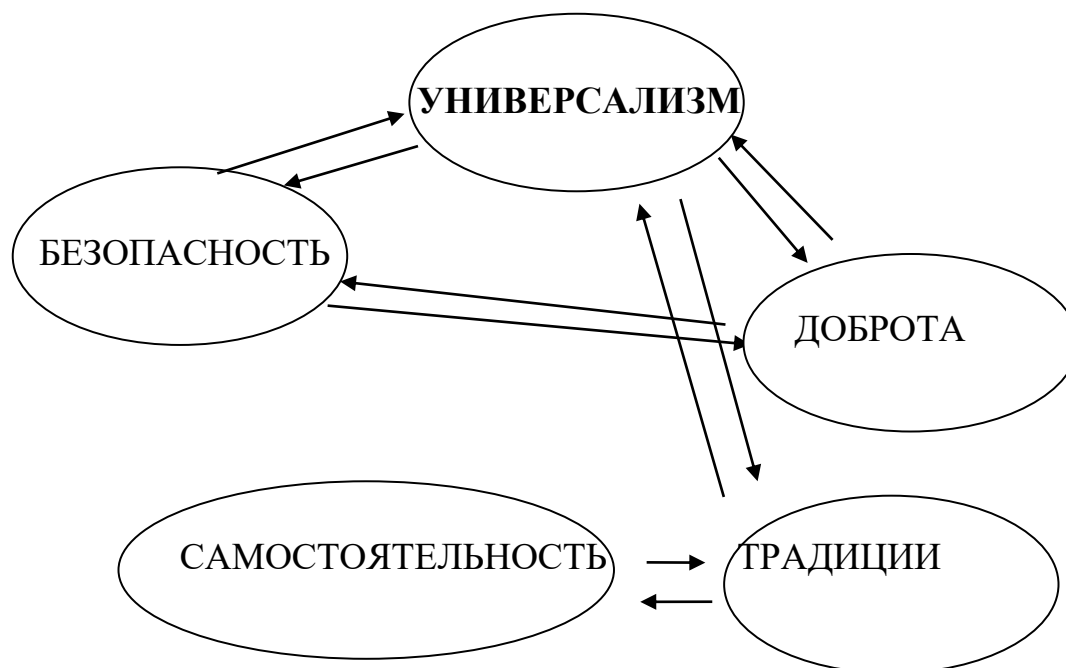 УНИВЕРСАЛИЗМ
БЕЗОПАСНОСТЬ
ДОБРОТА
САМОСТОЯТЕЛЬНОСТЬ
ТРАДИЦИИ